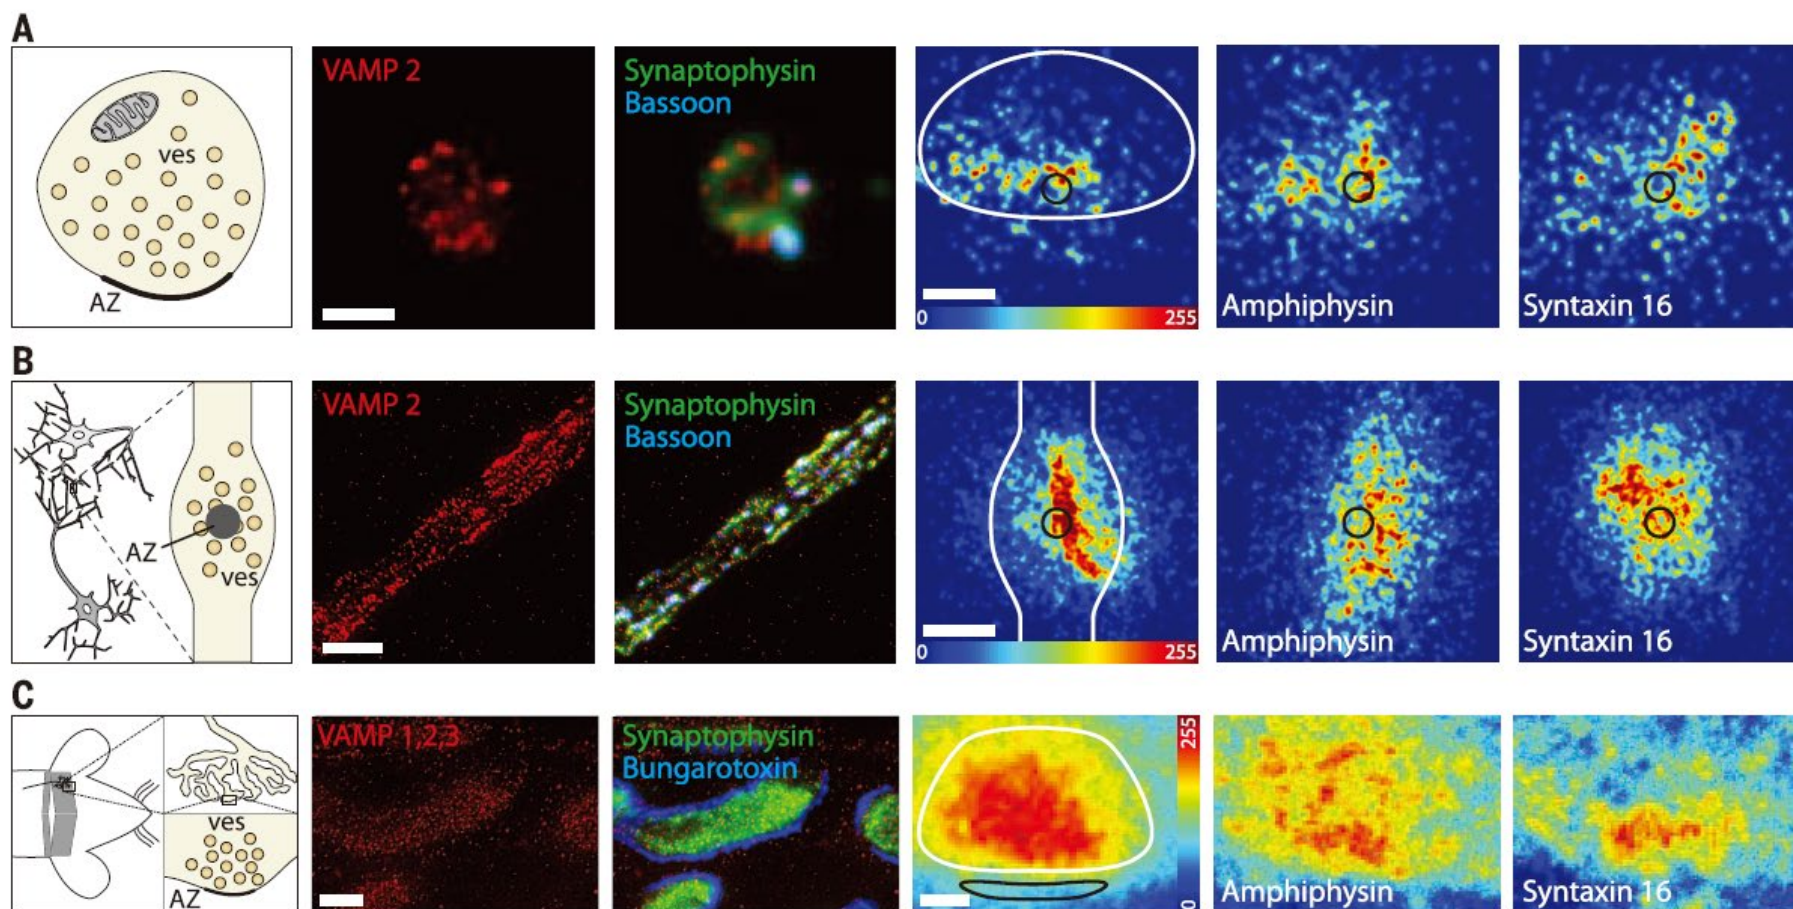 A
ves
AZ
VAMP 2
Synaptophysin
Bassoon
0 255
Amphiphysin
Syntaxin 16
B
AZ
ves
VAMP 2
Synaptophysin
Bassoon
0 255
Amphiphysin
Syntaxin 16
C
ves
AZ
VAMP 1,2,3
Synaptophysin
Bungarotoxin
255
0
Amphiphysin
Syntaxin 16